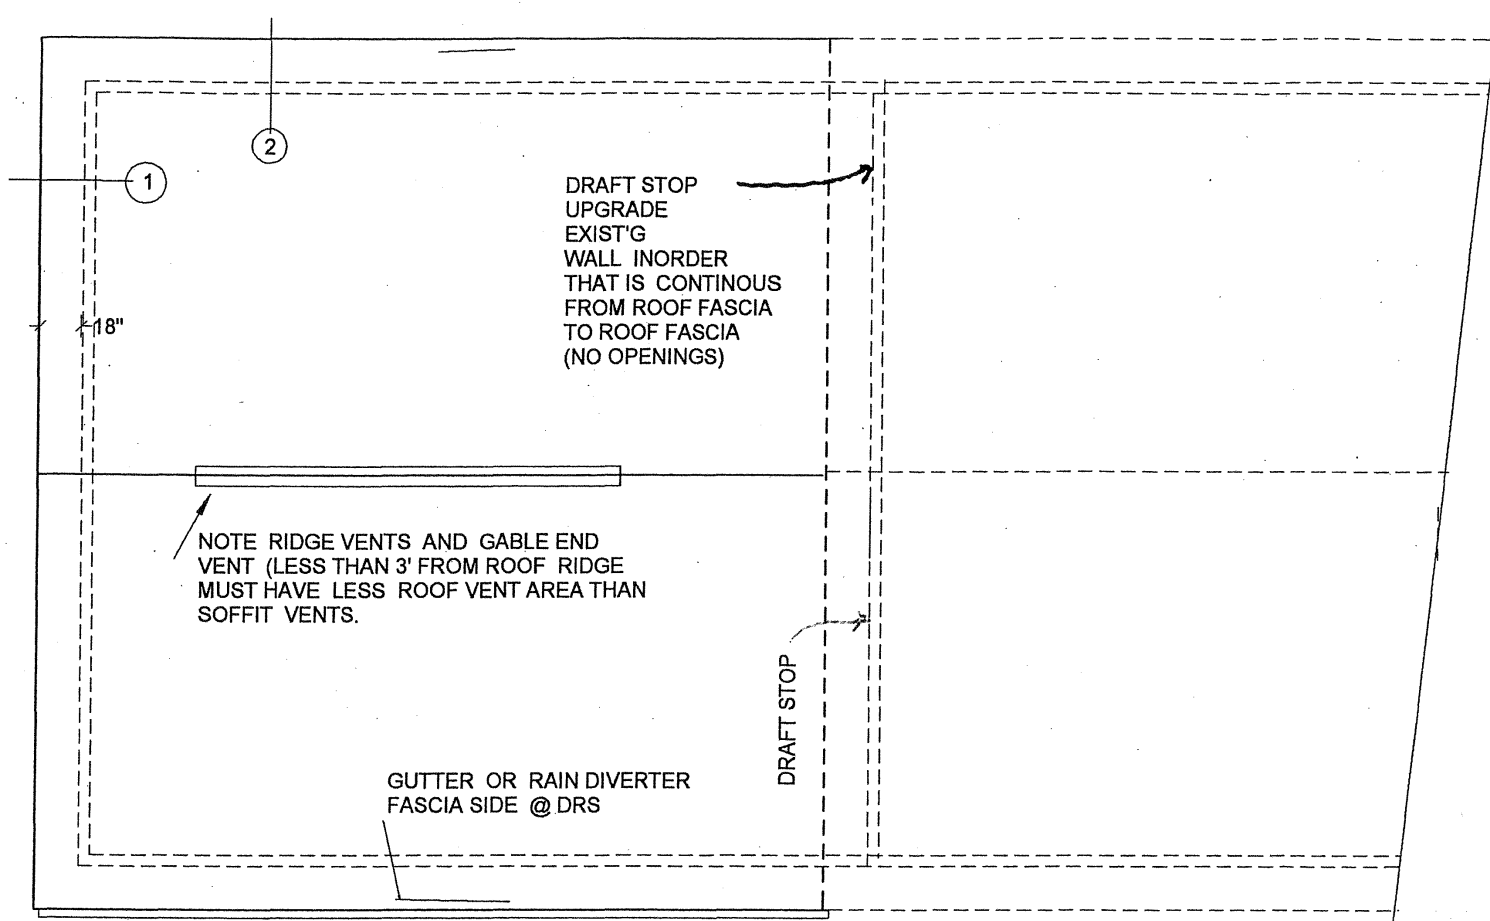 2
1
DRAFT STOP
UPGRADE
EXIST'G
WALL INORDER
THAT IS CONTINOUS
FROM ROOF FASCIA
TO ROOF FASCIA
(NO OPENINGS)
18"
NOTE RIDGE VENTS AND GABLE END
VENT (LESS THAN 3' FROM ROOF RIDGE
MUST HAVE LESS ROOF VENT AREA THAN
SOFFIT VENTS.
DRAFT STOP
GUTTER OR RAIN DIVERTER
FASCIA SIDE @ DRS